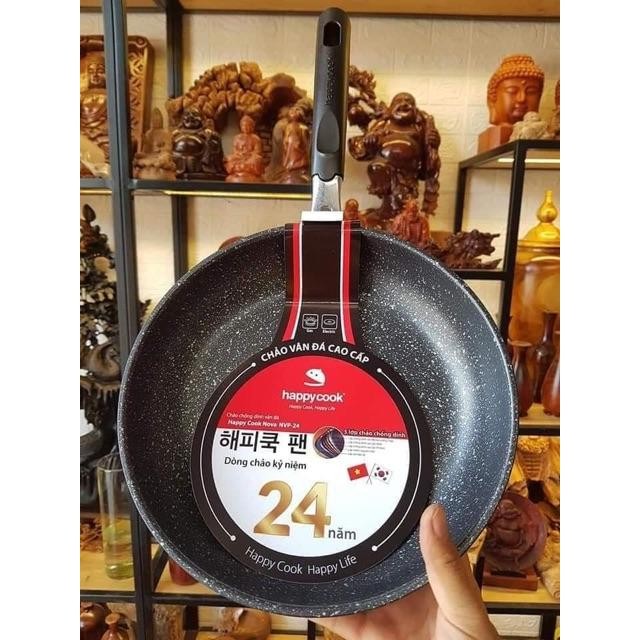 Gas Electric
CHẢO VÂN ĐÁ CAO CẤP
happycook
Happy Cook, Happy Life
Chảo chống dính vân đá
Happy Cook Nova NVP-24
해피쿡 팬
5 lớp chảo chống dính
Dòng chảo kỷ niệm
24 năm
Happy Cook Happy Life